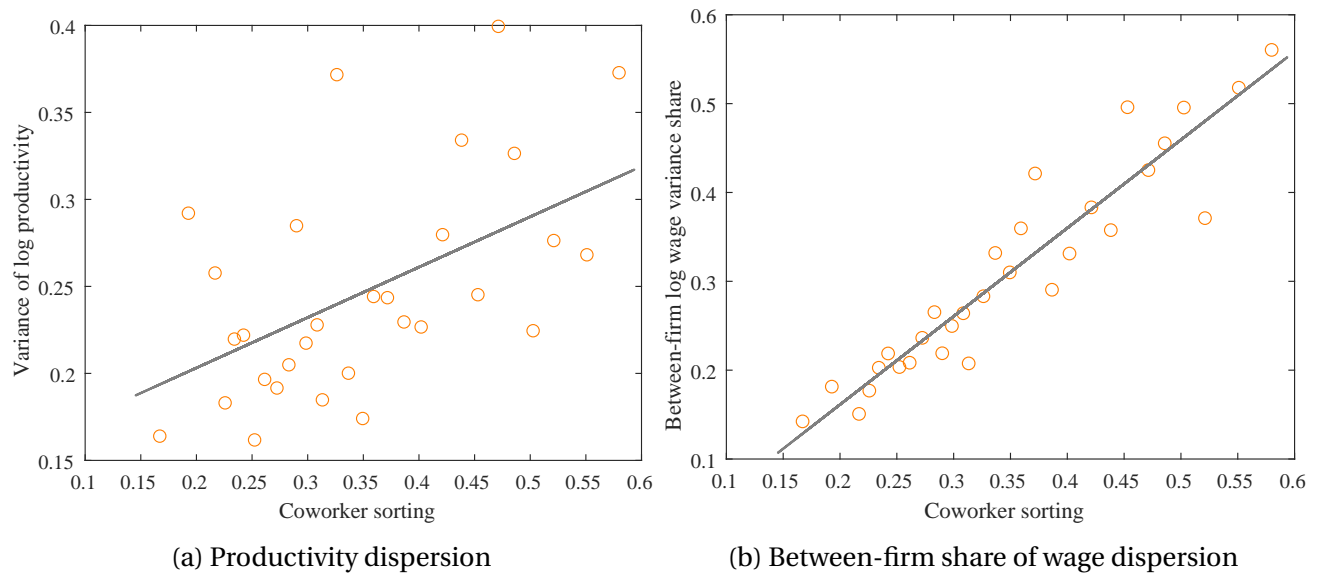 0.4
0.35
0.3
0.25
0.2
0.15
Variance of log productivity
0.1 0.15 0.2 0.25 0.3 0.35 0.4 0.45 0.5 0.55 0.6
Coworker sorting
(a) Productivity dispersion
0.6
0.5
0.4
0.3
0.2
0.1
Between-firm log wage variance share
0.1 0.15 0.2 0.25 0.3 0.35 0.4 0.45 0.5 0.55 0.6
Coworker sorting
(b) Between-firm share of wage dispersion